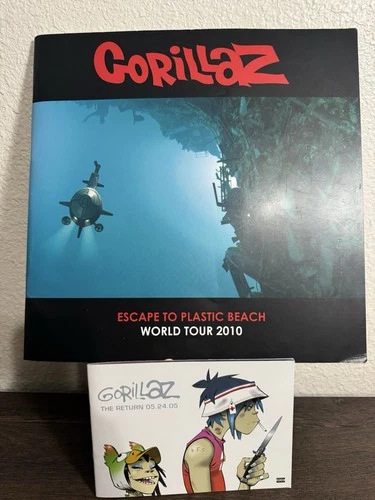 GORiLLAZ
ESCAPE TO PLASTIC BEACH
WORLD TOUR 2010
GORiLLAZ
THE RETURN 05.24.05